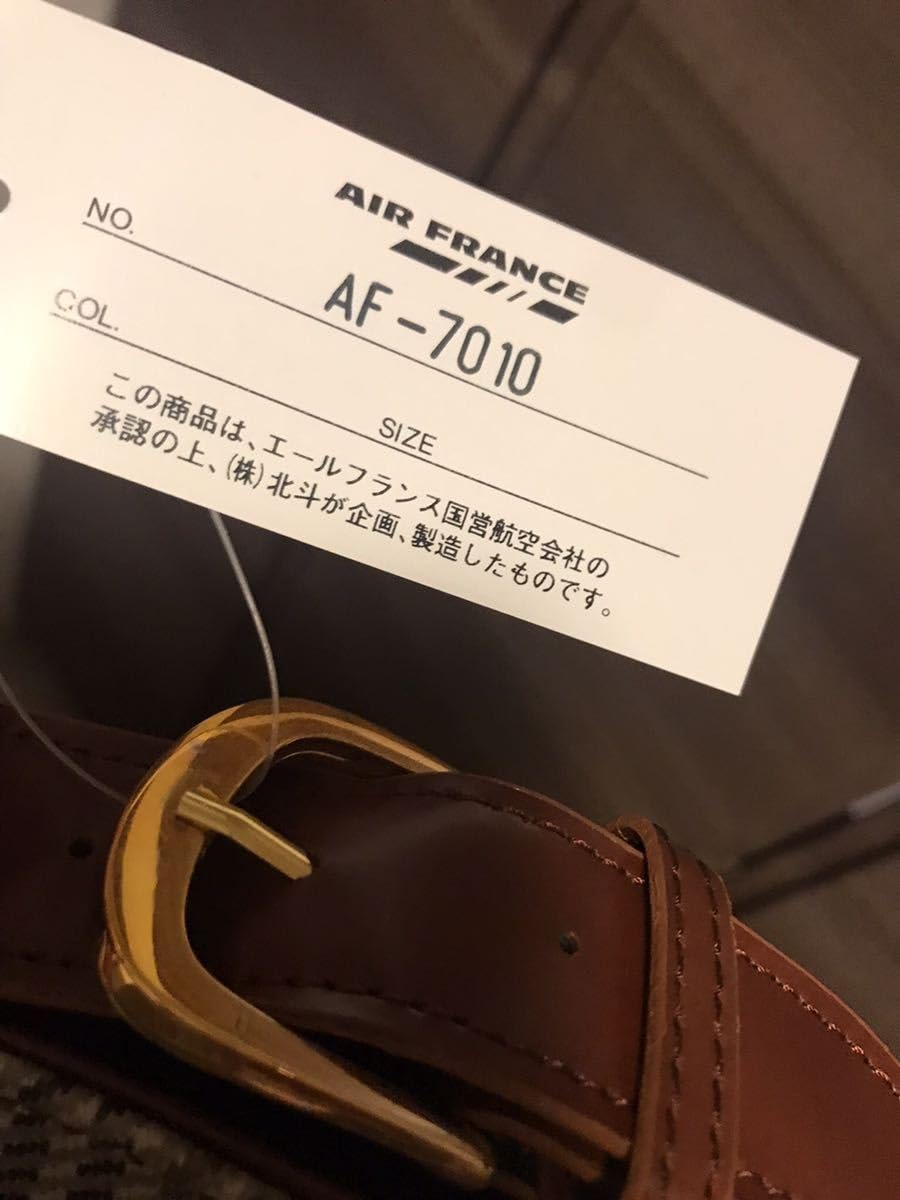 AIR FRANCE
NO. AF-7010
COL. SIZE
この商品は、エールフランス国営航空会社の
承認の上、(株)北斗が企画、製造したものです。